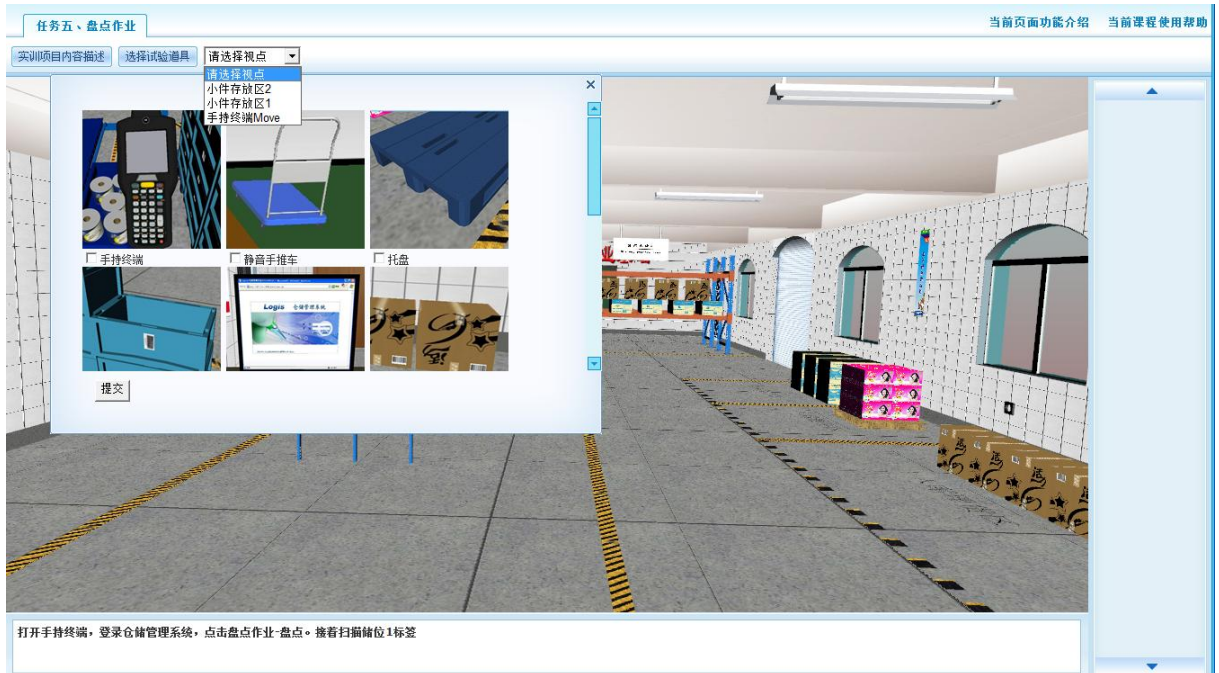 任务五、盘点作业
当前页面功能介绍 当前课程使用帮助
实训项目内容描述 选择试验道具 请选择视点
请选择视点
小件存放区2
小件存放区1
手持终端Move
手持终端 静音手推车 托盘
Logis 仓储管理系统
提交
打开手持终端，登录仓储管理系统，点击盘点作业-盘点。接着扫描储位1标签